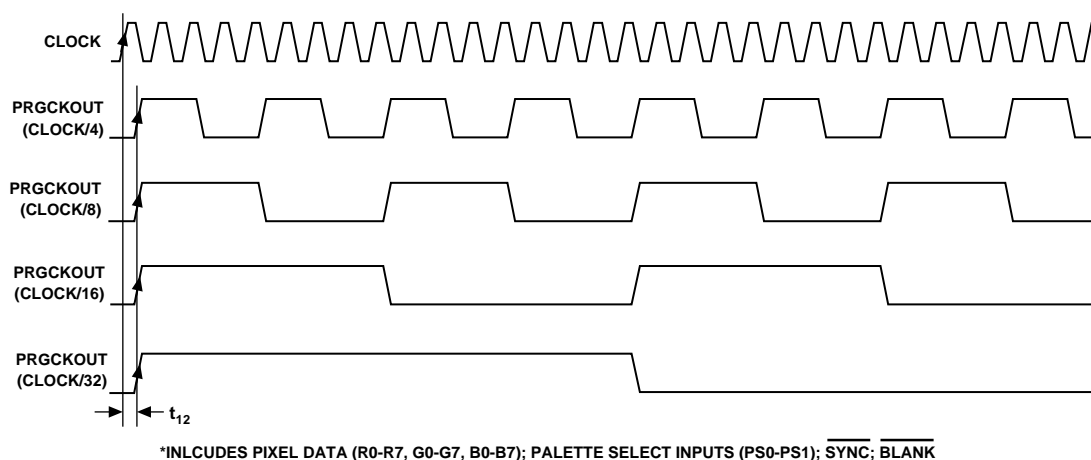 CLOCK
PRGCKOUT
(CLOCK/4)
PRGCKOUT
(CLOCK/8)
PRGCKOUT
(CLOCK/16)
PRGCKOUT
(CLOCK/32)
t12
*INLCUDES PIXEL DATA (R0-R7, G0-G7, B0-B7); PALETTE SELECT INPUTS (PS0-PS1); SYNC; BLANK